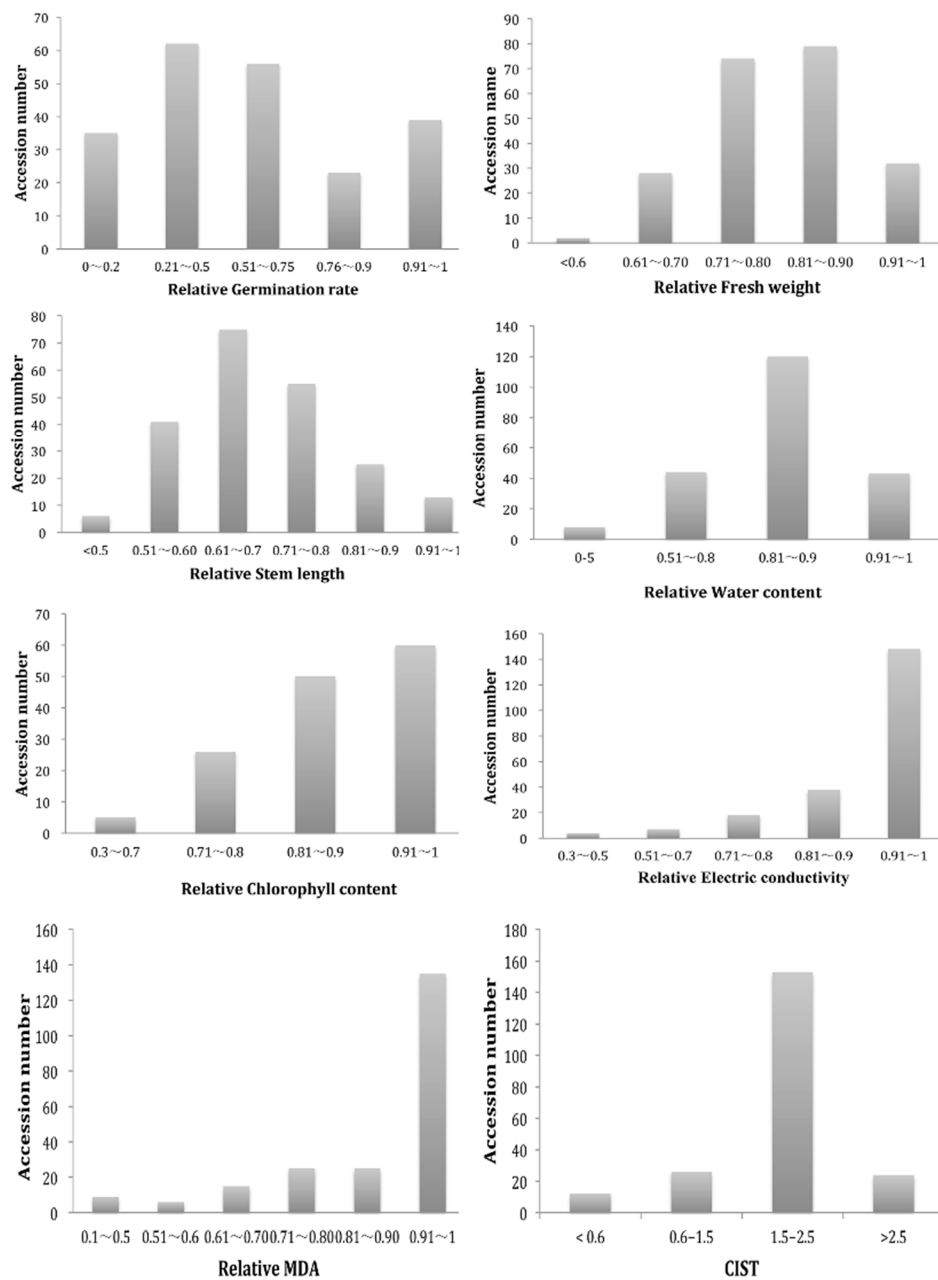 Accession number
70
60
50
40
30
20
10
0
0～0.2 0.21～0.5 0.51～0.75 0.76～0.9 0.91～1
Relative Germination rate
Accession name
90
80
70
60
50
40
30
20
10
0
<0.6 0.61～0.70 0.71～0.80 0.81～0.90 0.91～1
Relative Fresh weight
Accession number
80
70
60
50
40
30
20
10
0
<0.5 0.51～0.60 0.61～0.7 0.71～0.8 0.81～0.9 0.91～1
Relative Stem length
Accession number
140
120
100
80
60
40
20
0
0-5 0.51～0.8 0.81～0.9 0.91～1
Relative Water content
Accession number
70
60
50
40
30
20
10
0
0.3～0.7 0.71～0.8 0.81～0.9 0.91～1
Relative Chlorophyll content
Accession number
160
140
120
100
80
60
40
20
0
0.3～0.5 0.51～0.7 0.71～0.8 0.81～0.9 0.91～1
Relative Electric conductivity
Accession number
160
140
120
100
80
60
40
20
0
0.1～0.5 0.51～0.6 0.61～0.70 0.71～0.80 0.81～0.90 0.91～1
Relative MDA
Accession number
180
160
140
120
100
80
60
40
20
0
< 0.6 0.6–1.5 1.5–2.5 >2.5
CIST